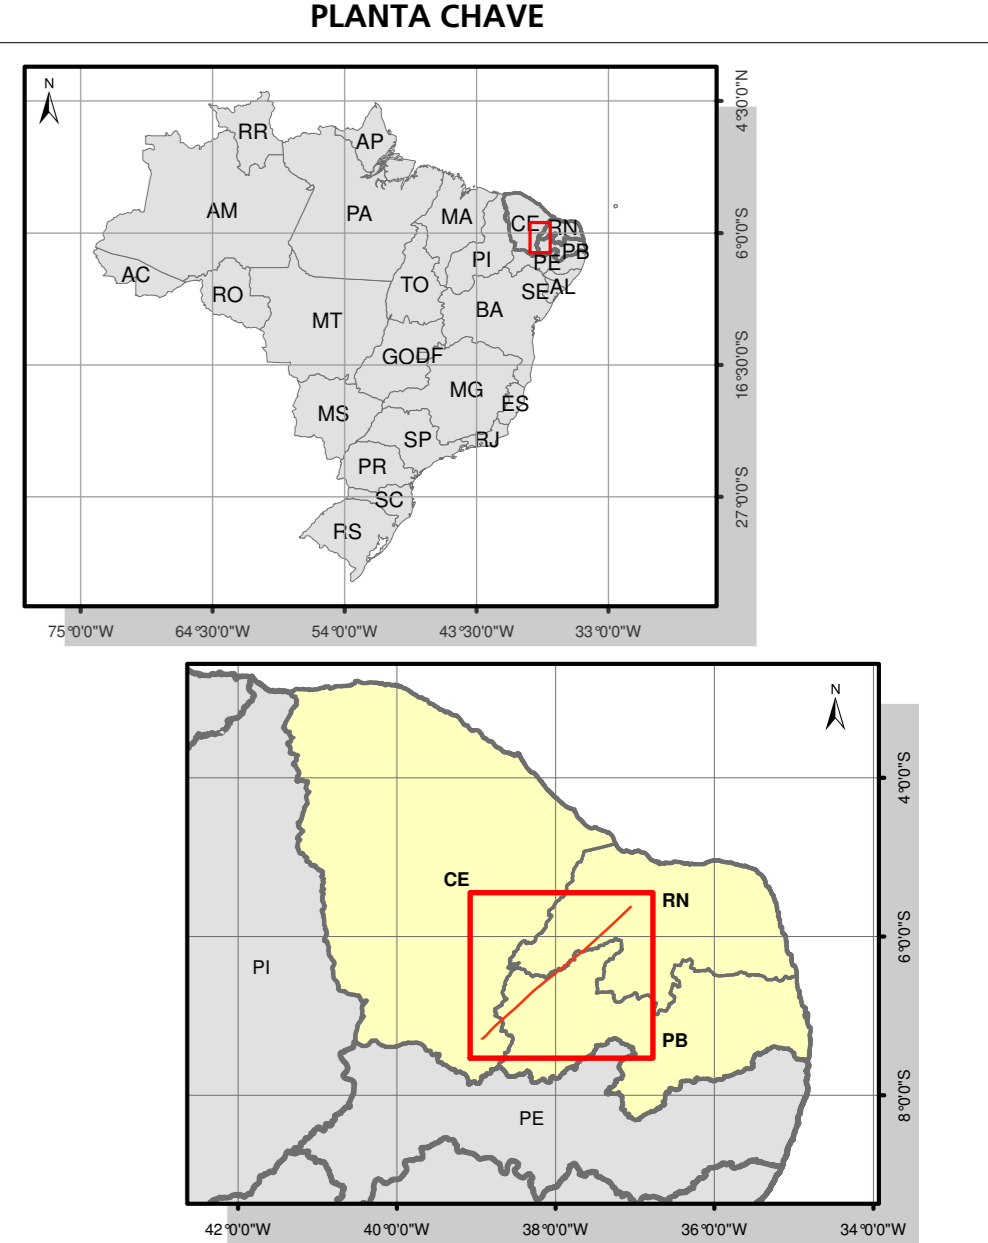 PLANTA CHAVE
N
4°30'0"N
RR
AP
AM
PA
MA
CE
RN
6°0'0"S
PI
PB
PE
AC
TO
RO
SE
AL
BA
MT
GO
DF
16°30'0"S
MG
MS
ES
SP
RJ
PR
SC
27°0'0"S
RS
75°0'0"W
64°30'0"W
54°0'0"W
43°30'0"W
33°0'0"W
N
4°0'0"S
CE
RN
6°0'0"S
PI
PB
8°0'0"S
PE
42°0'0"W
40°0'0"W
38°0'0"W
36°0'0"W
34°0'0"W